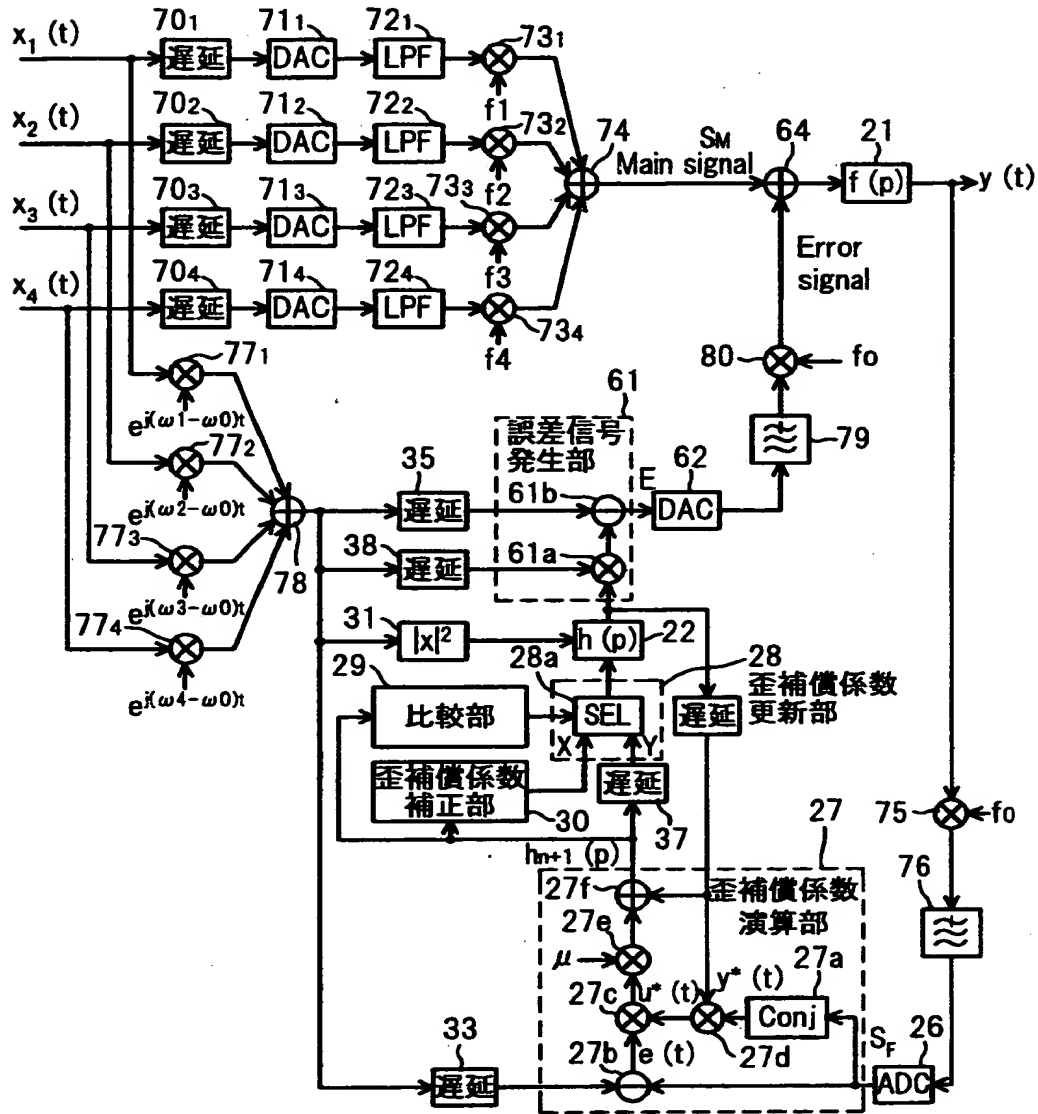 x₁ (t)
70₁
71₁
72₁
73₁
遅延
DAC
LPF
f1
x₂ (t)
70₂
71₂
72₂
73₂
遅延
DAC
LPF
f2
x₃ (t)
70₃
71₃
72₃
73₃
遅延
DAC
LPF
f3
x₄ (t)
70₄
71₄
72₄
73₄
遅延
DAC
LPF
f4
74
S_M
Main signal
64
21
f (p)
y (t)
Error
signal
80
fo
79
77₁
e^{j(ω1-ω0)t}
77₂
e^{j(ω2-ω0)t}
77₃
e^{j(ω3-ω0)t}
77₄
e^{j(ω4-ω0)t}
78
61
誤差信号
発生部
35
遅延
61b
E
62
DAC
38
遅延
61a
31
|x|²
h (p)
22
29
比較部
28a
SEL
28
歪補償係数
更新部
遅延
X
Y
歪補償係数
補正部
30
遅延
37
h_{n+1} (p)
75
fo
27
歪補償係数
演算部
27f
27e
μ
76
27c
u* (t)
y* (t)
27a
Conj
27d
33
遅延
27b
e (t)
S_F
26
ADC